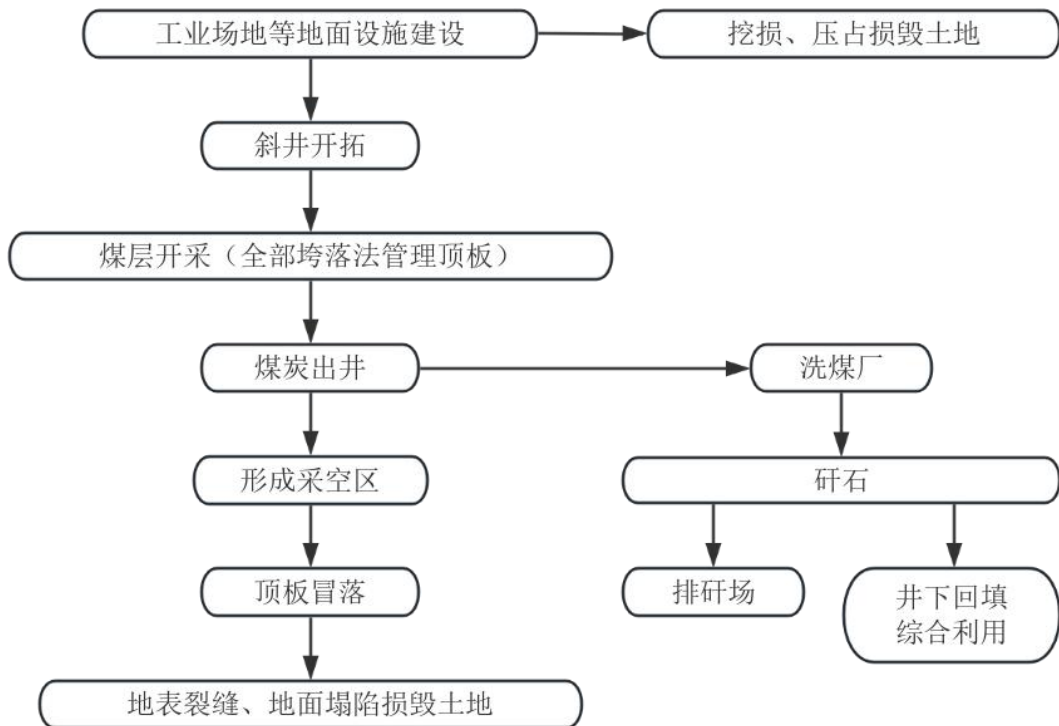 工业场地等地面设施建设
挖损、压占损毁土地
斜井开拓
煤层开采（全部垮落法管理顶板）
煤炭出井
洗煤厂
形成采空区
矸石
顶板冒落
排矸场
井下回填
综合利用
地表裂缝、地面塌陷损毁土地